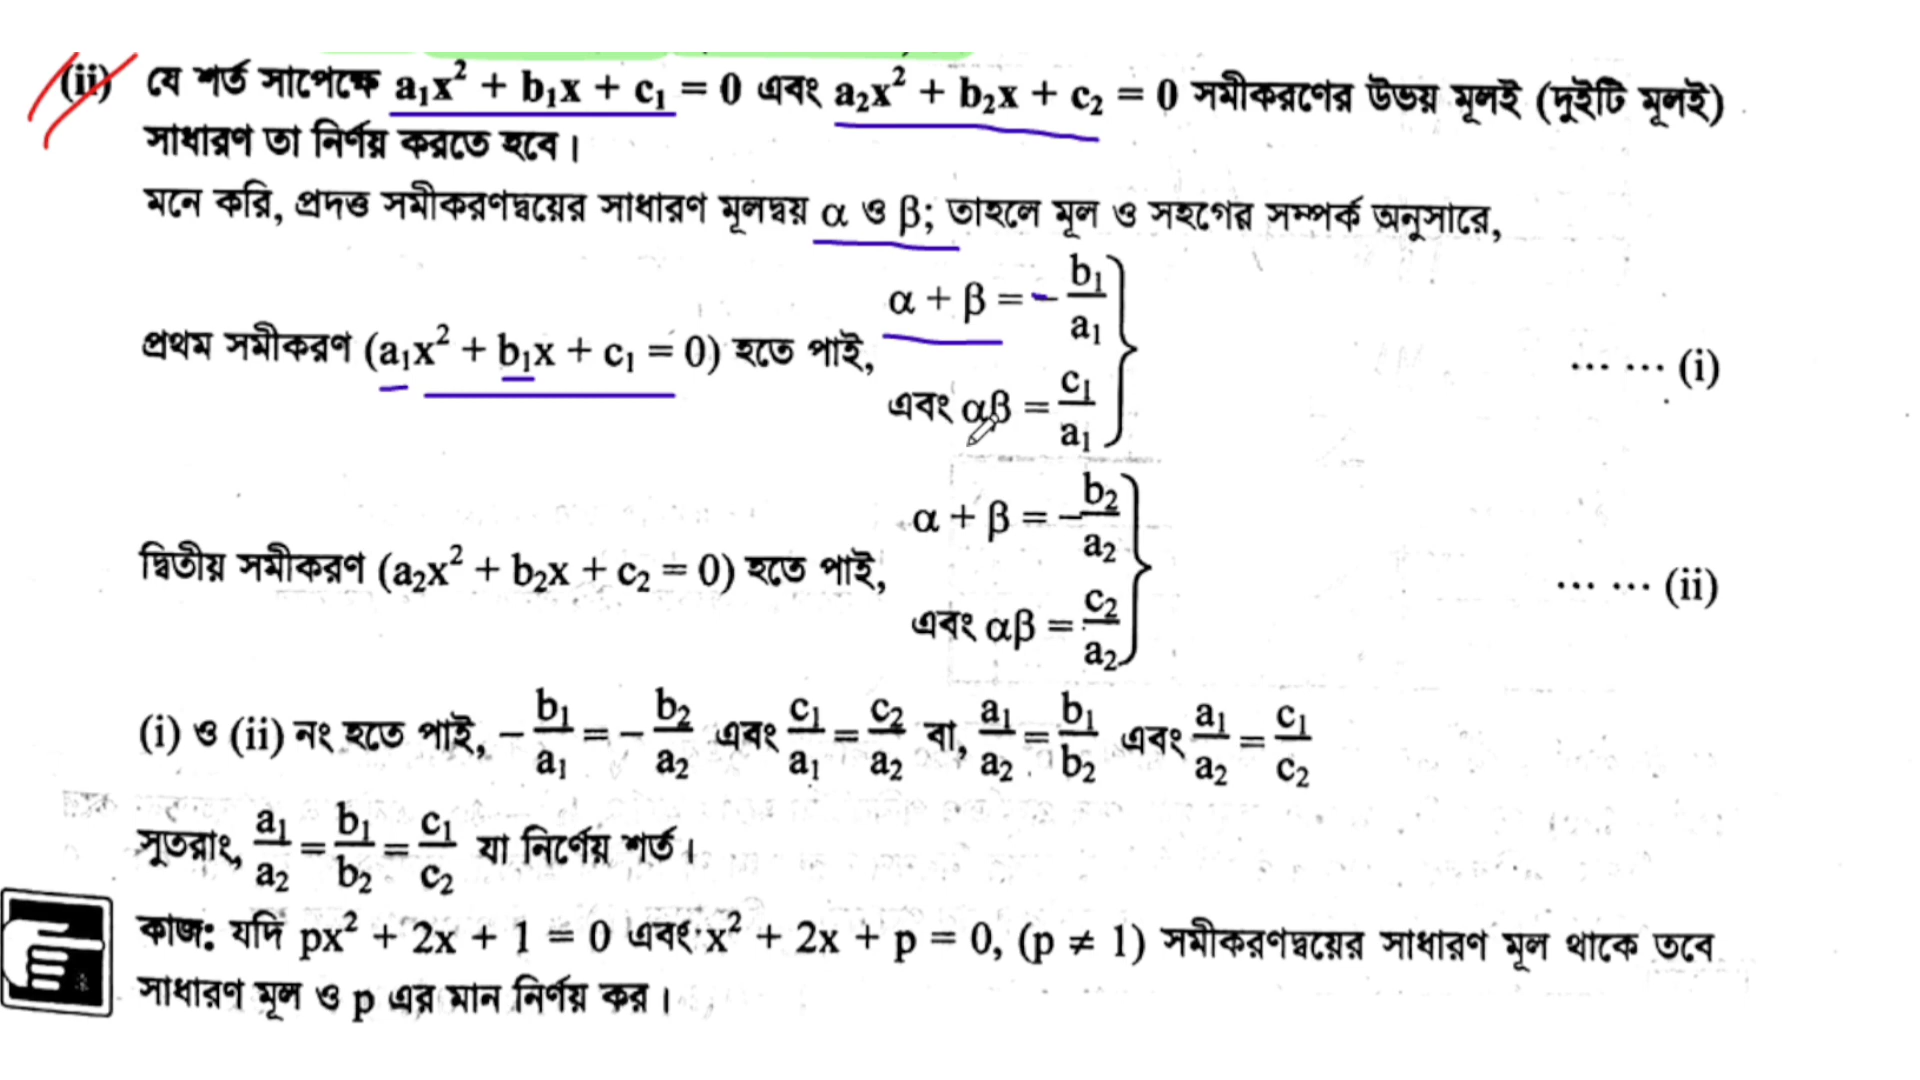 (ii) যে শর্ত সাপেক্ষে a₁x² + b₁x + c₁ = 0 এবং a₂x² + b₂x + c₂ = 0 সমীকরণের উভয় মূলই (দুইটি মূলই)
সাধারণ তা নির্ণয় করতে হবে।
মনে করি, প্রদত্ত সমীকরণদ্বয়ের সাধারণ মূলদ্বয় α ও β; তাহলে মূল ও সহগের সম্পর্ক অনুসারে,
প্রথম সমীকরণ (a₁x² + b₁x + c₁ = 0) হতে পাই, α + β = - b₁/a₁
এবং αβ = c₁/a₁ ... ... (i)
দ্বিতীয় সমীকরণ (a₂x² + b₂x + c₂ = 0) হতে পাই, α + β = - b₂/a₂
এবং αβ = c₂/a₂ ... ... (ii)
(i) ও (ii) নং হতে পাই, - b₁/a₁ = - b₂/a₂ এবং c₁/a₁ = c₂/a₂ বা, a₁/a₂ = b₁/b₂ এবং a₁/a₂ = c₁/c₂
সুতরাং, a₁/a₂ = b₁/b₂ = c₁/c₂ যা নির্ণেয় শর্ত।
কাজ: যদি px² + 2x + 1 = 0 এবং x² + 2x + p = 0, (p ≠ 1) সমীকরণদ্বয়ের সাধারণ মূল থাকে তবে
সাধারণ মূল ও p এর মান নির্ণয় কর।